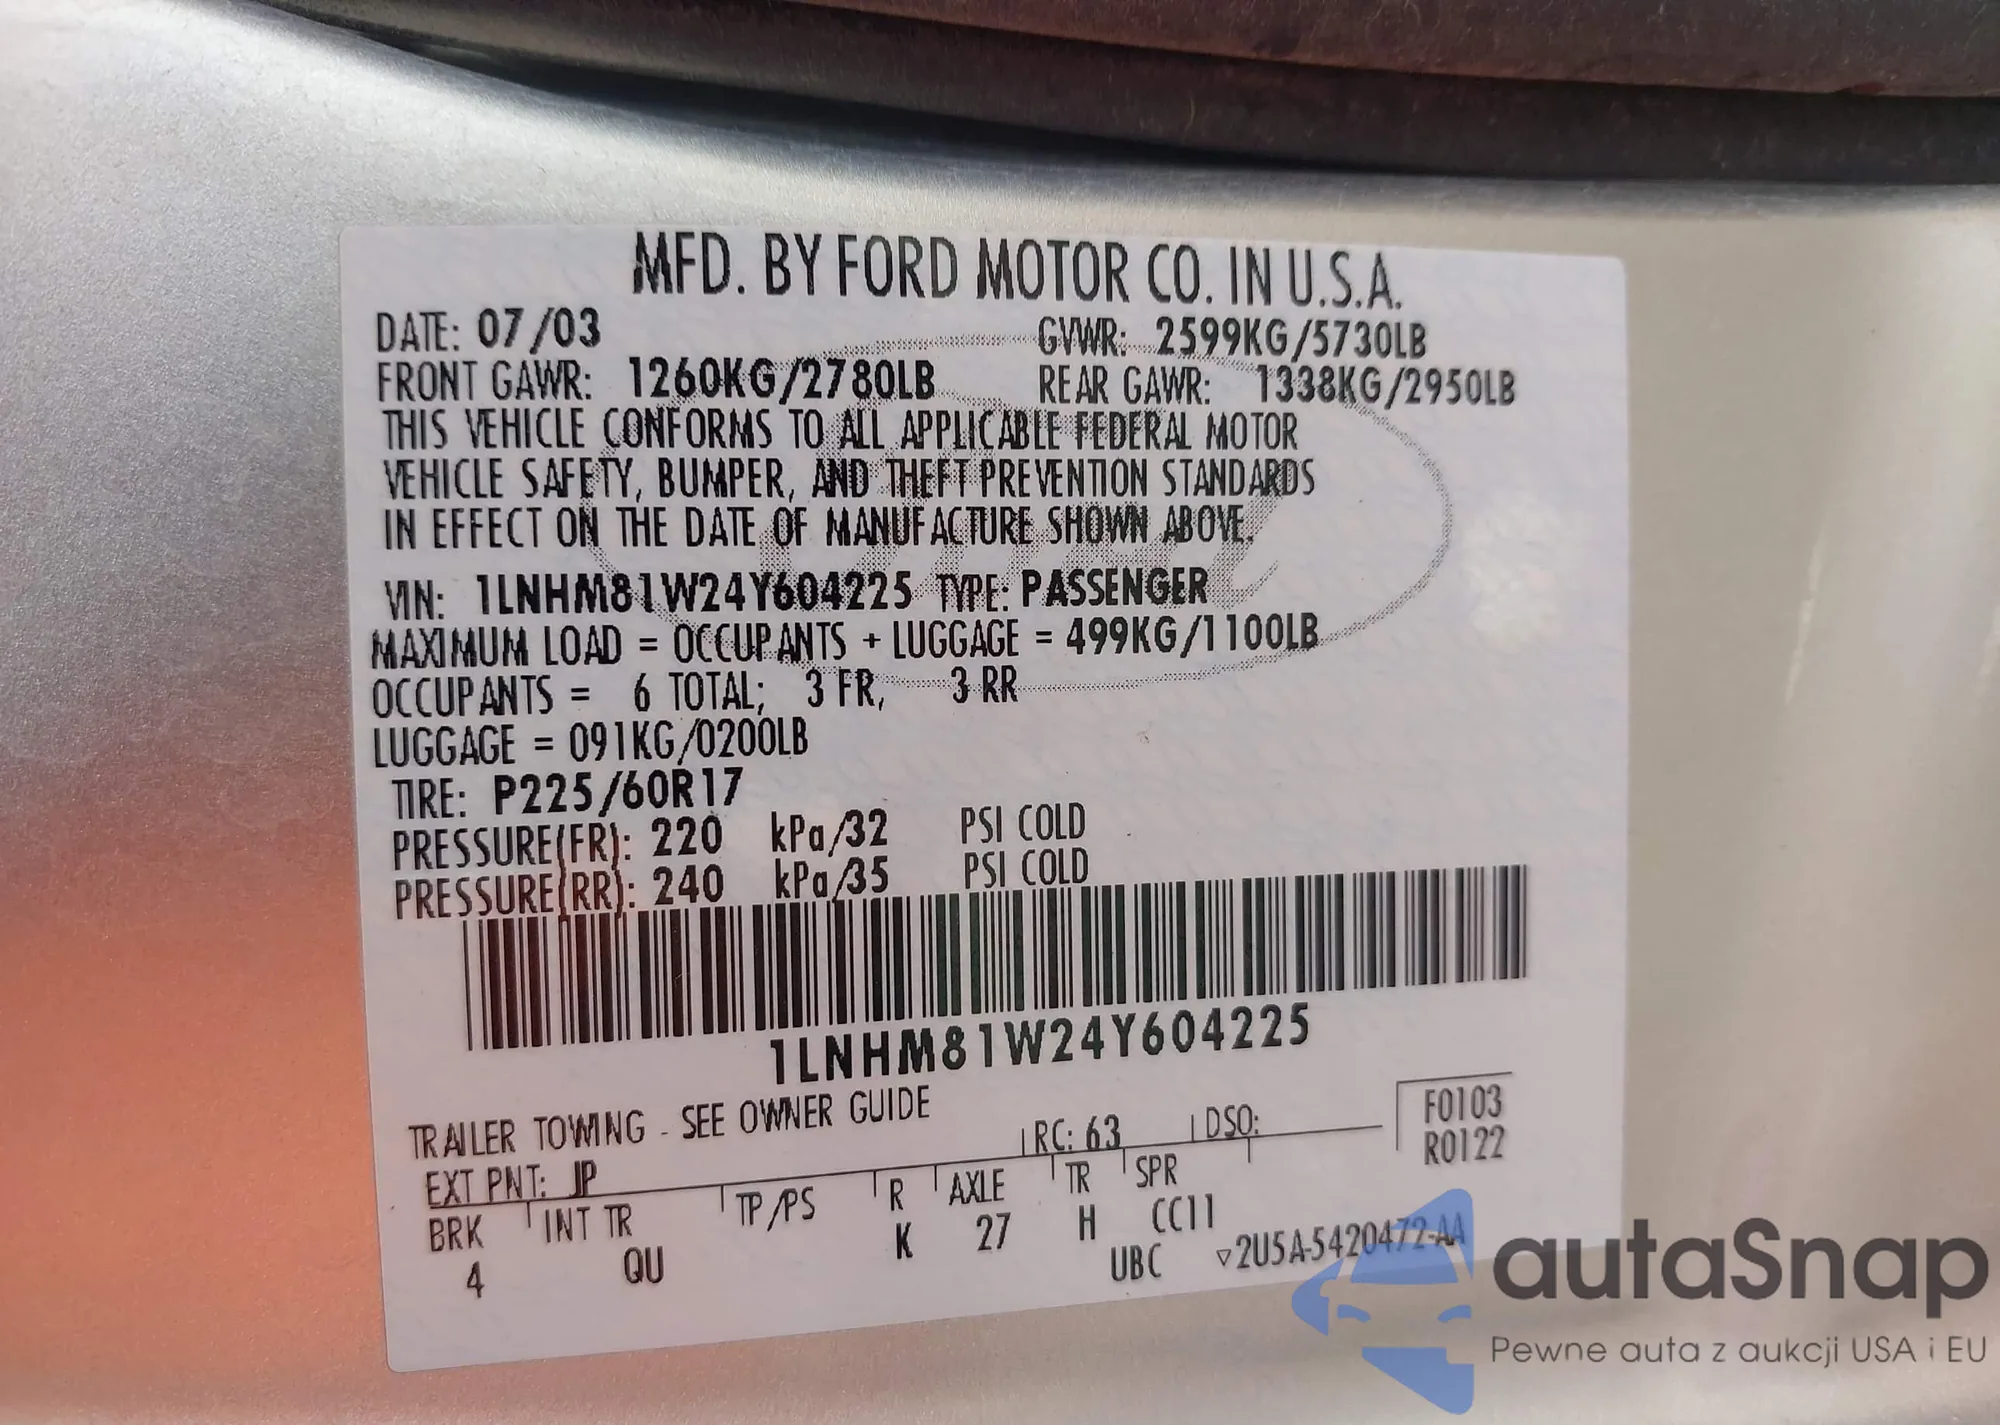 MFD. BY FORD MOTOR CO. IN U.S.A.
DATE: 07/03 GVWR: 2599KG/5730LB
FRONT GAWR: 1260KG/2780LB REAR GAWR: 1338KG/2950LB
THIS VEHICLE CONFORMS TO ALL APPLICABLE FEDERAL MOTOR
VEHICLE SAFETY, BUMPER, AND THEFT PREVENTION STANDARDS
IN EFFECT ON THE DATE OF MANUFACTURE SHOWN ABOVE.
VIN: 1LNHM81W24Y604225 TYPE: PASSENGER
MAXIMUM LOAD = OCCUPANTS + LUGGAGE = 499KG/1100LB
OCCUPANTS = 6 TOTAL; 3 FR, 3 RR
LUGGAGE = 091KG/0200LB
TIRE: P225/60R17
PRESSURE(FR): 220 kPa/32 PSI COLD
PRESSURE(RR): 240 kPa/35 PSI COLD
1LNHM81W24Y604225
TRAILER TOWING - SEE OWNER GUIDE
F0103
RC: 63 DSO: R0122
EXT PNT: JP
BRK INT TR TP/PS R AXLE TR SPR
4 QU K 27 H CC11
UBC ▽2U5A-5420472-AA
autaSnap
Pewne auta z aukcji USA i EU